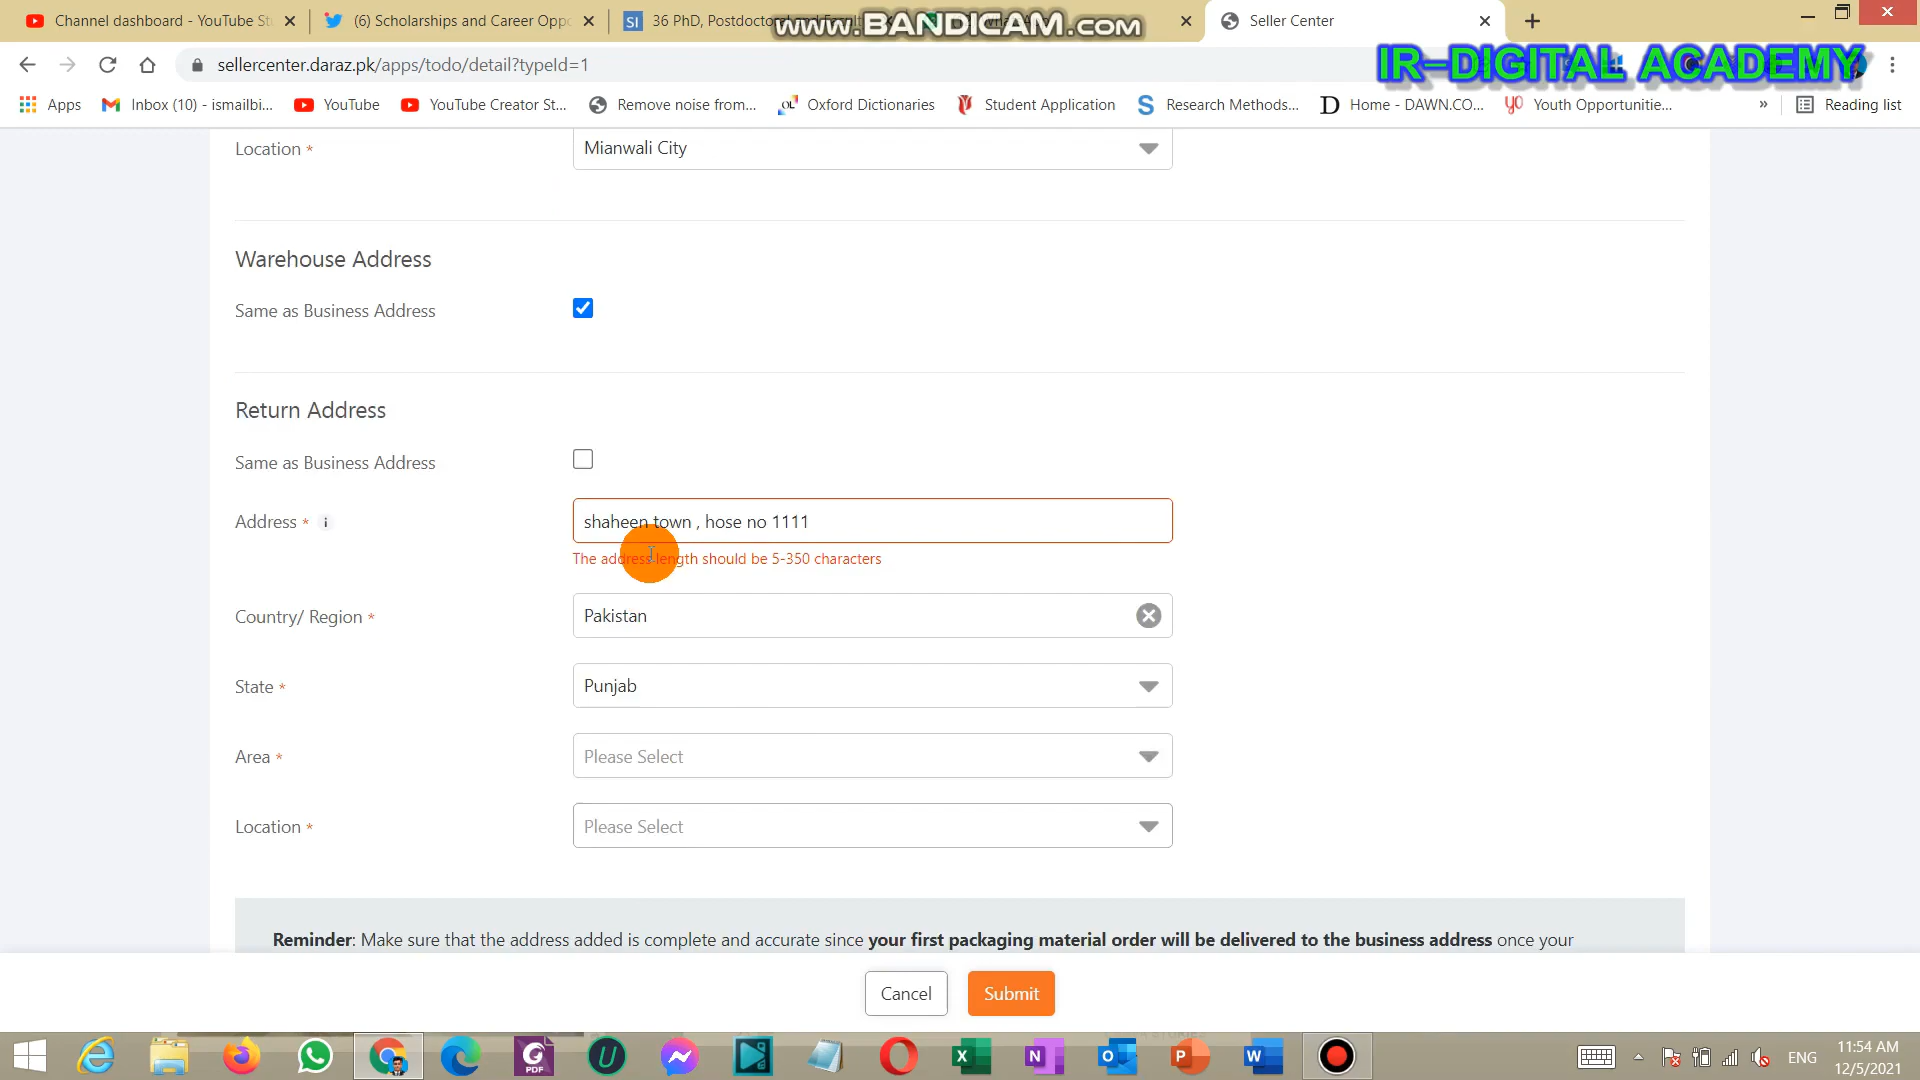 Channel dashboard - YouTube St
(6) Scholarships and Career Oppo
SI 36 PhD, Postdoctoral and Facult
www.BANDICAM.com
Seller Center
sellercenter.daraz.pk/apps/todo/detail?typeId=1
IR-DIGITAL ACADEMY
Apps
Inbox (10) - ismailbi...
YouTube
YouTube Creator St...
Remove noise from...
OL Oxford Dictionaries
Student Application
S Research Methods...
D Home - DAWN.CO...
YO Youth Opportunitie...
»
Reading list
Location *
Mianwali City
Warehouse Address
Same as Business Address
Return Address
Same as Business Address
Address * i
shaheen town , hose no 1111
The address length should be 5-350 characters
Country/ Region *
Pakistan
State *
Punjab
Area *
Please Select
Location *
Please Select
Reminder: Make sure that the address added is complete and accurate since your first packaging material order will be delivered to the business address once your
Cancel
Submit
PDF
U
X
N
O
P
W
ENG
11:54 AM
12/5/2021